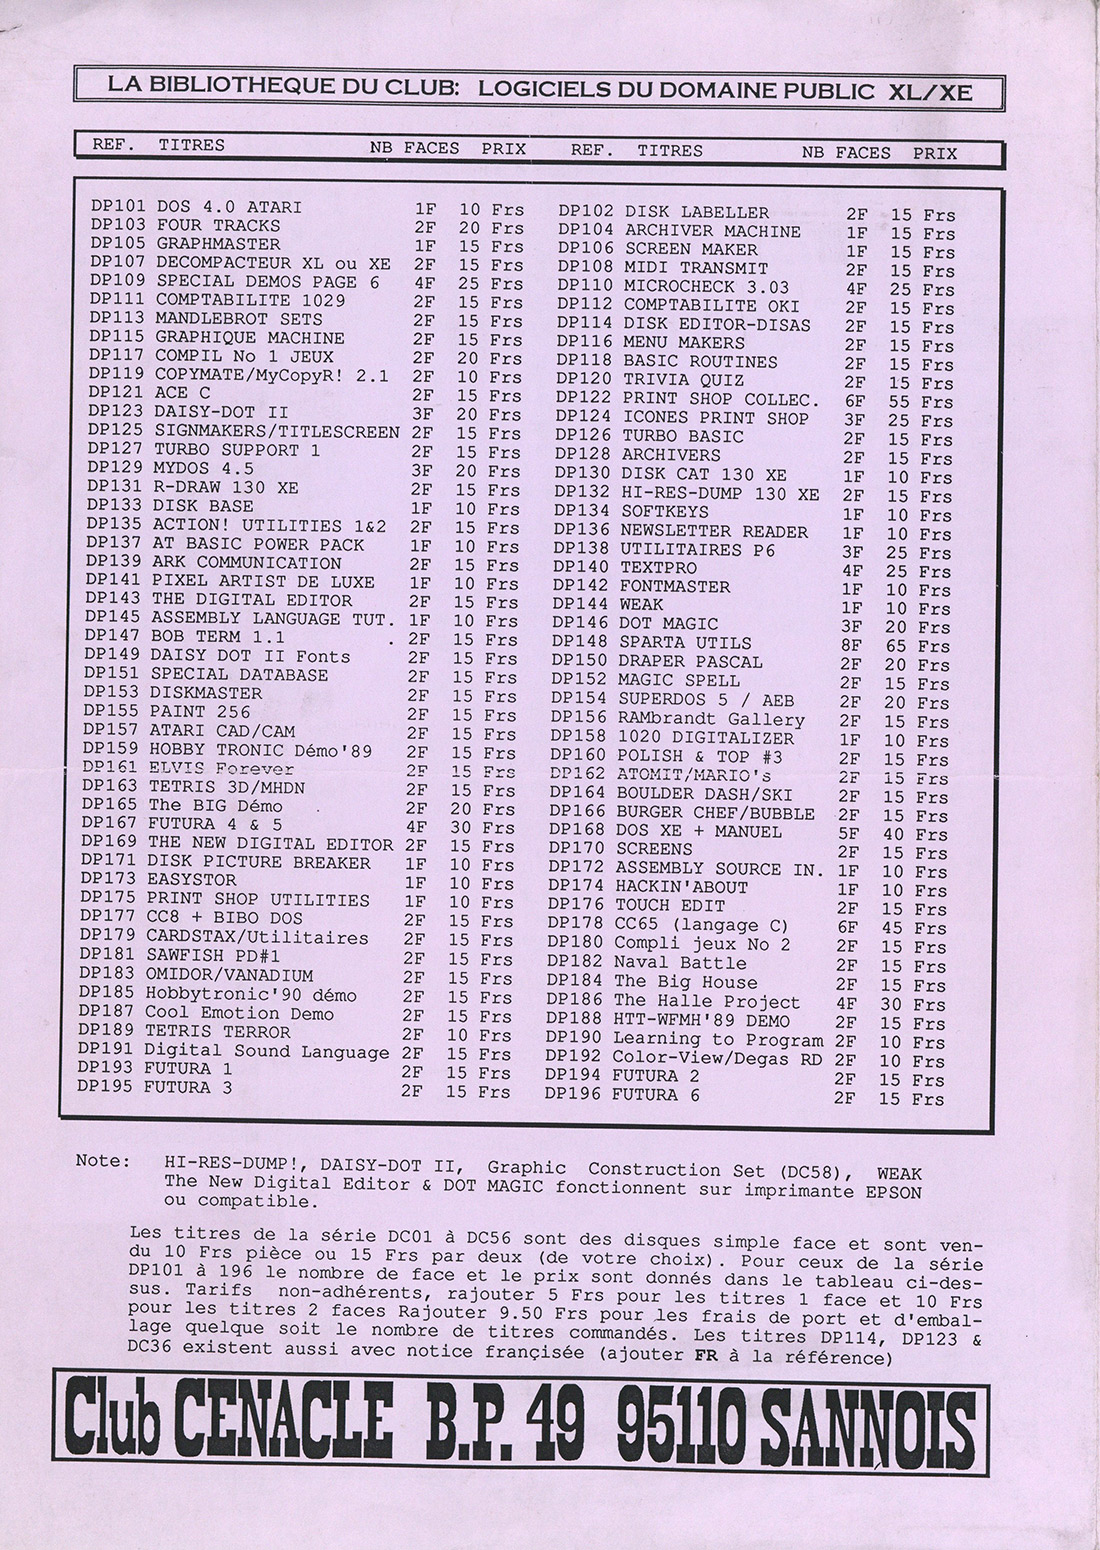 LA BIBLIOTHEQUE DU CLUB: LOGICIELS DU DOMAINE PUBLIC XL/XE
REF. TITRES NB FACES PRIX REF. TITRES NB FACES PRIX
DP101 DOS 4.0 ATARI 1F 10 Frs DP102 DISK LABELLER 2F 15 Frs
DP103 FOUR TRACKS 2F 20 Frs DP104 ARCHIVER MACHINE 1F 15 Frs
DP105 GRAPHMASTER 1F 15 Frs DP106 SCREEN MAKER 1F 15 Frs
DP107 DECOMPACTEUR XL ou XE 2F 15 Frs DP108 MIDI TRANSMIT 2F 15 Frs
DP109 SPECIAL DEMOS PAGE 6 4F 25 Frs DP110 MICROCHECK 3.03 4F 25 Frs
DP111 COMPTABILITE 1029 2F 15 Frs DP112 COMPTABILITE OKI 2F 15 Frs
DP113 MANDLEBROT SETS 2F 15 Frs DP114 DISK EDITOR-DISAS 2F 15 Frs
DP115 GRAPHIQUE MACHINE 2F 15 Frs DP116 MENU MAKERS 2F 15 Frs
DP117 COMPIL No 1 JEUX 2F 20 Frs DP118 BASIC ROUTINES 2F 15 Frs
DP119 COPYMATE/MyCopyR! 2.1 2F 10 Frs DP120 TRIVIA QUIZ 2F 15 Frs
DP121 ACE C 2F 15 Frs DP122 PRINT SHOP COLLEC. 6F 55 Frs
DP123 DAISY-DOT II 3F 20 Frs DP124 ICONES PRINT SHOP 3F 25 Frs
DP125 SIGNMAKERS/TITLESCREEN 2F 15 Frs DP126 TURBO BASIC 2F 15 Frs
DP127 TURBO SUPPORT 1 2F 15 Frs DP128 ARCHIVERS 2F 15 Frs
DP129 MYDOS 4.5 3F 20 Frs DP130 DISK CAT 130 XE 1F 10 Frs
DP131 R-DRAW 130 XE 2F 15 Frs DP132 HI-RES-DUMP 130 XE 2F 15 Frs
DP133 DISK BASE 1F 10 Frs DP134 SOFTKEYS 1F 10 Frs
DP135 ACTION! UTILITIES 1&2 2F 15 Frs DP136 NEWSLETTER READER 1F 10 Frs
DP137 AT BASIC POWER PACK 1F 10 Frs DP138 UTILITAIRES P6 3F 25 Frs
DP139 ARK COMMUNICATION 2F 15 Frs DP140 TEXTPRO 4F 25 Frs
DP141 PIXEL ARTIST DE LUXE 1F 10 Frs DP142 FONTMASTER 1F 10 Frs
DP143 THE DIGITAL EDITOR 2F 15 Frs DP144 WEAK 1F 10 Frs
DP145 ASSEMBLY LANGUAGE TUT. 1F 10 Frs DP146 DOT MAGIC 3F 20 Frs
DP147 BOB TERM 1.1 . 2F 15 Frs DP148 SPARTA UTILS 8F 65 Frs
DP149 DAISY DOT II Fonts 2F 15 Frs DP150 DRAPER PASCAL 2F 20 Frs
DP151 SPECIAL DATABASE 2F 15 Frs DP152 MAGIC SPELL 2F 15 Frs
DP153 DISKMASTER 2F 15 Frs DP154 SUPERDOS 5 / AEB 2F 20 Frs
DP155 PAINT 256 2F 15 Frs DP156 RAMbrandt Gallery 2F 15 Frs
DP157 ATARI CAD/CAM 2F 15 Frs DP158 1020 DIGITALIZER 1F 10 Frs
DP159 HOBBY TRONIC Démo'89 2F 15 Frs DP160 POLISH & TOP #3 2F 15 Frs
DP161 ELVIS Forever 2F 15 Frs DP162 ATOMIT/MARIO's 2F 15 Frs
DP163 TETRIS 3D/MHDN 2F 15 Frs DP164 BOULDER DASH/SKI 2F 15 Frs
DP165 The BIG Démo 2F 20 Frs DP166 BURGER CHEF/BUBBLE 2F 15 Frs
DP167 FUTURA 4 & 5 4F 30 Frs DP168 DOS XE + MANUEL 5F 40 Frs
DP169 THE NEW DIGITAL EDITOR 2F 15 Frs DP170 SCREENS 2F 15 Frs
DP171 DISK PICTURE BREAKER 1F 10 Frs DP172 ASSEMBLY SOURCE IN. 1F 10 Frs
DP173 EASYSTOR 1F 10 Frs DP174 HACKIN'ABOUT 1F 10 Frs
DP175 PRINT SHOP UTILITIES 1F 10 Frs DP176 TOUCH EDIT 2F 15 Frs
DP177 CC8 + BIBO DOS 2F 15 Frs DP178 CC65 (langage C) 6F 45 Frs
DP179 CARDSTAX/Utilitaires 2F 15 Frs DP180 Compli jeux No 2 2F 15 Frs
DP181 SAWFISH PD#1 2F 15 Frs DP182 Naval Battle 2F 15 Frs
DP183 OMIDOR/VANADIUM 2F 15 Frs DP184 The Big House 2F 15 Frs
DP185 Hobbytronic'90 démo 2F 15 Frs DP186 The Halle Project 4F 30 Frs
DP187 Cool Emotion Demo 2F 15 Frs DP188 HTT-WFMH'89 DEMO 2F 15 Frs
DP189 TETRIS TERROR 2F 10 Frs DP190 Learning to Program 2F 10 Frs
DP191 Digital Sound Language 2F 15 Frs DP192 Color-View/Degas RD 2F 10 Frs
DP193 FUTURA 1 2F 15 Frs DP194 FUTURA 2 2F 15 Frs
DP195 FUTURA 3 2F 15 Frs DP196 FUTURA 6 2F 15 Frs
Note: HI-RES-DUMP!, DAISY-DOT II, Graphic Construction Set (DC58), WEAK
The New Digital Editor & DOT MAGIC fonctionnent sur imprimante EPSON
ou compatible.
Les titres de la série DC01 à DC56 sont des disques simple face et sont ven-
du 10 Frs pièce ou 15 Frs par deux (de votre choix). Pour ceux de la série
DP101 à 196 le nombre de face et le prix sont donnés dans le tableau ci-des-
sus. Tarifs non-adhérents, rajouter 5 Frs pour les titres 1 face et 10 Frs
pour les titres 2 faces Rajouter 9.50 Frs pour les frais de port et d'embal-
lage quelque soit le nombre de titres commandés. Les titres DP114, DP123 &
DC36 existent aussi avec notice françisée (ajouter FR à la référence)
Club CENACLE B.P. 49 95110 SANNOIS